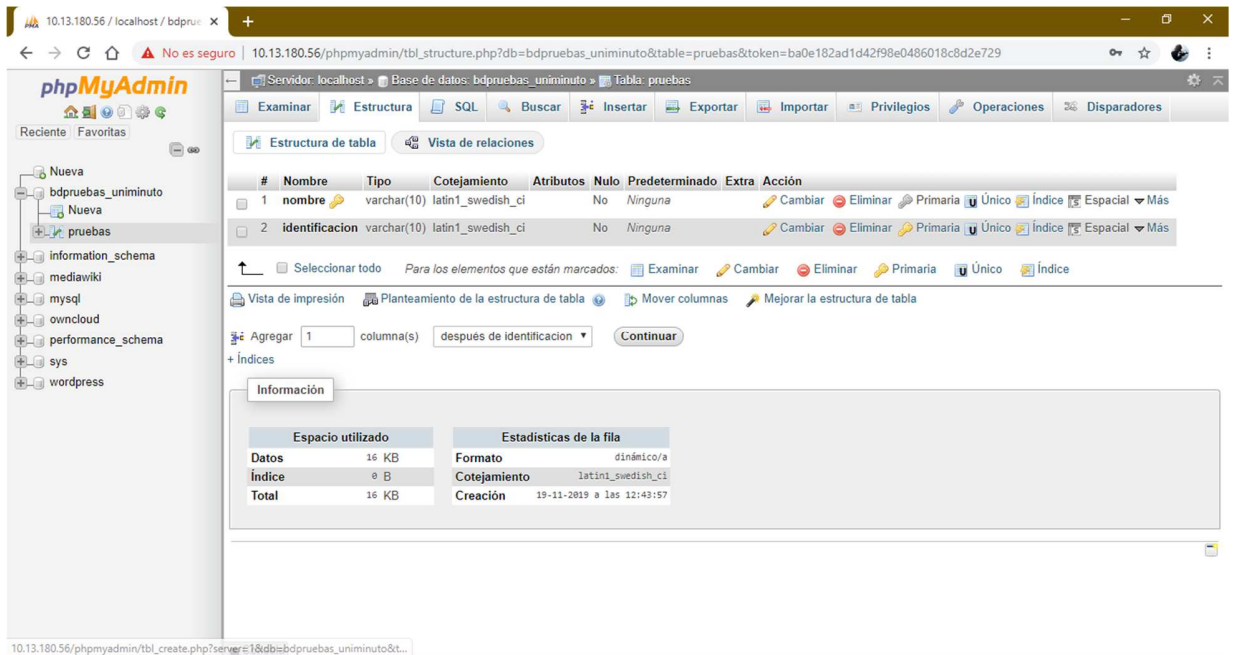 10.13.180.56 / localhost / bdprue
No es seguro | 10.13.180.56/phpmyadmin/tbl_structure.php?db=bdpruebas_uniminuto&table=pruebas&token=ba0e182ad1d42f98e0486018c8d2e729
phpMyAdmin
Reciente Favoritas
Nueva
bdpruebas_uniminuto
Nueva
pruebas
information_schema
mediawiki
mysql
owncloud
performance_schema
sys
wordpress
Servidor: localhost » Base de datos: bdpruebas_uniminuto » Tabla: pruebas
Examinar Estructura SQL Buscar Insertar Exportar Importar Privilegios Operaciones Disparadores
Estructura de tabla Vista de relaciones
# Nombre Tipo Cotejamiento Atributos Nulo Predeterminado Extra Acción
1 nombre varchar(10) latin1_swedish_ci No Ninguna Cambiar Eliminar Primaria Único Índice Espacial Más
2 identificacion varchar(10) latin1_swedish_ci No Ninguna Cambiar Eliminar Primaria Único Índice Espacial Más
Seleccionar todo Para los elementos que están marcados: Examinar Cambiar Eliminar Primaria Único Índice
Vista de impresión Planteamiento de la estructura de tabla Mover columnas Mejorar la estructura de tabla
Agregar 1 columna(s) después de identificacion Continuar
+ Índices
Información
Espacio utilizado
Datos 16 KB
Índice 0 B
Total 16 KB
Estadísticas de la fila
Formato dinámico/a
Cotejamiento latin1_swedish_ci
Creación 19-11-2019 a las 12:43:57
10.13.180.56/phpmyadmin/tbl_create.php?server=1&db=bdpruebas_uniminuto&t...